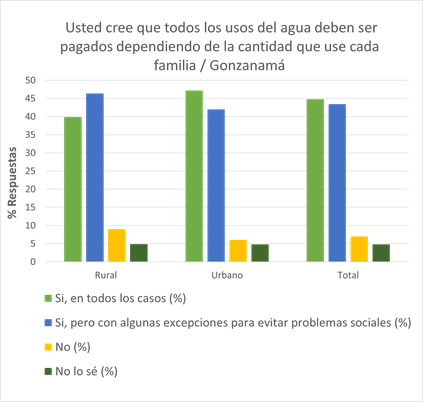 Usted cree que todos los usos del agua deben ser
pagados dependiendo de la cantidad que use cada
familia / Gonzanamá
50
45
40
35
30
25
20
15
10
5
0
% Respuestas
Rural Urbano Total
Si, en todos los casos (%)
Si, pero con algunas excepciones para evitar problemas sociales (%)
No (%)
No lo sé (%)